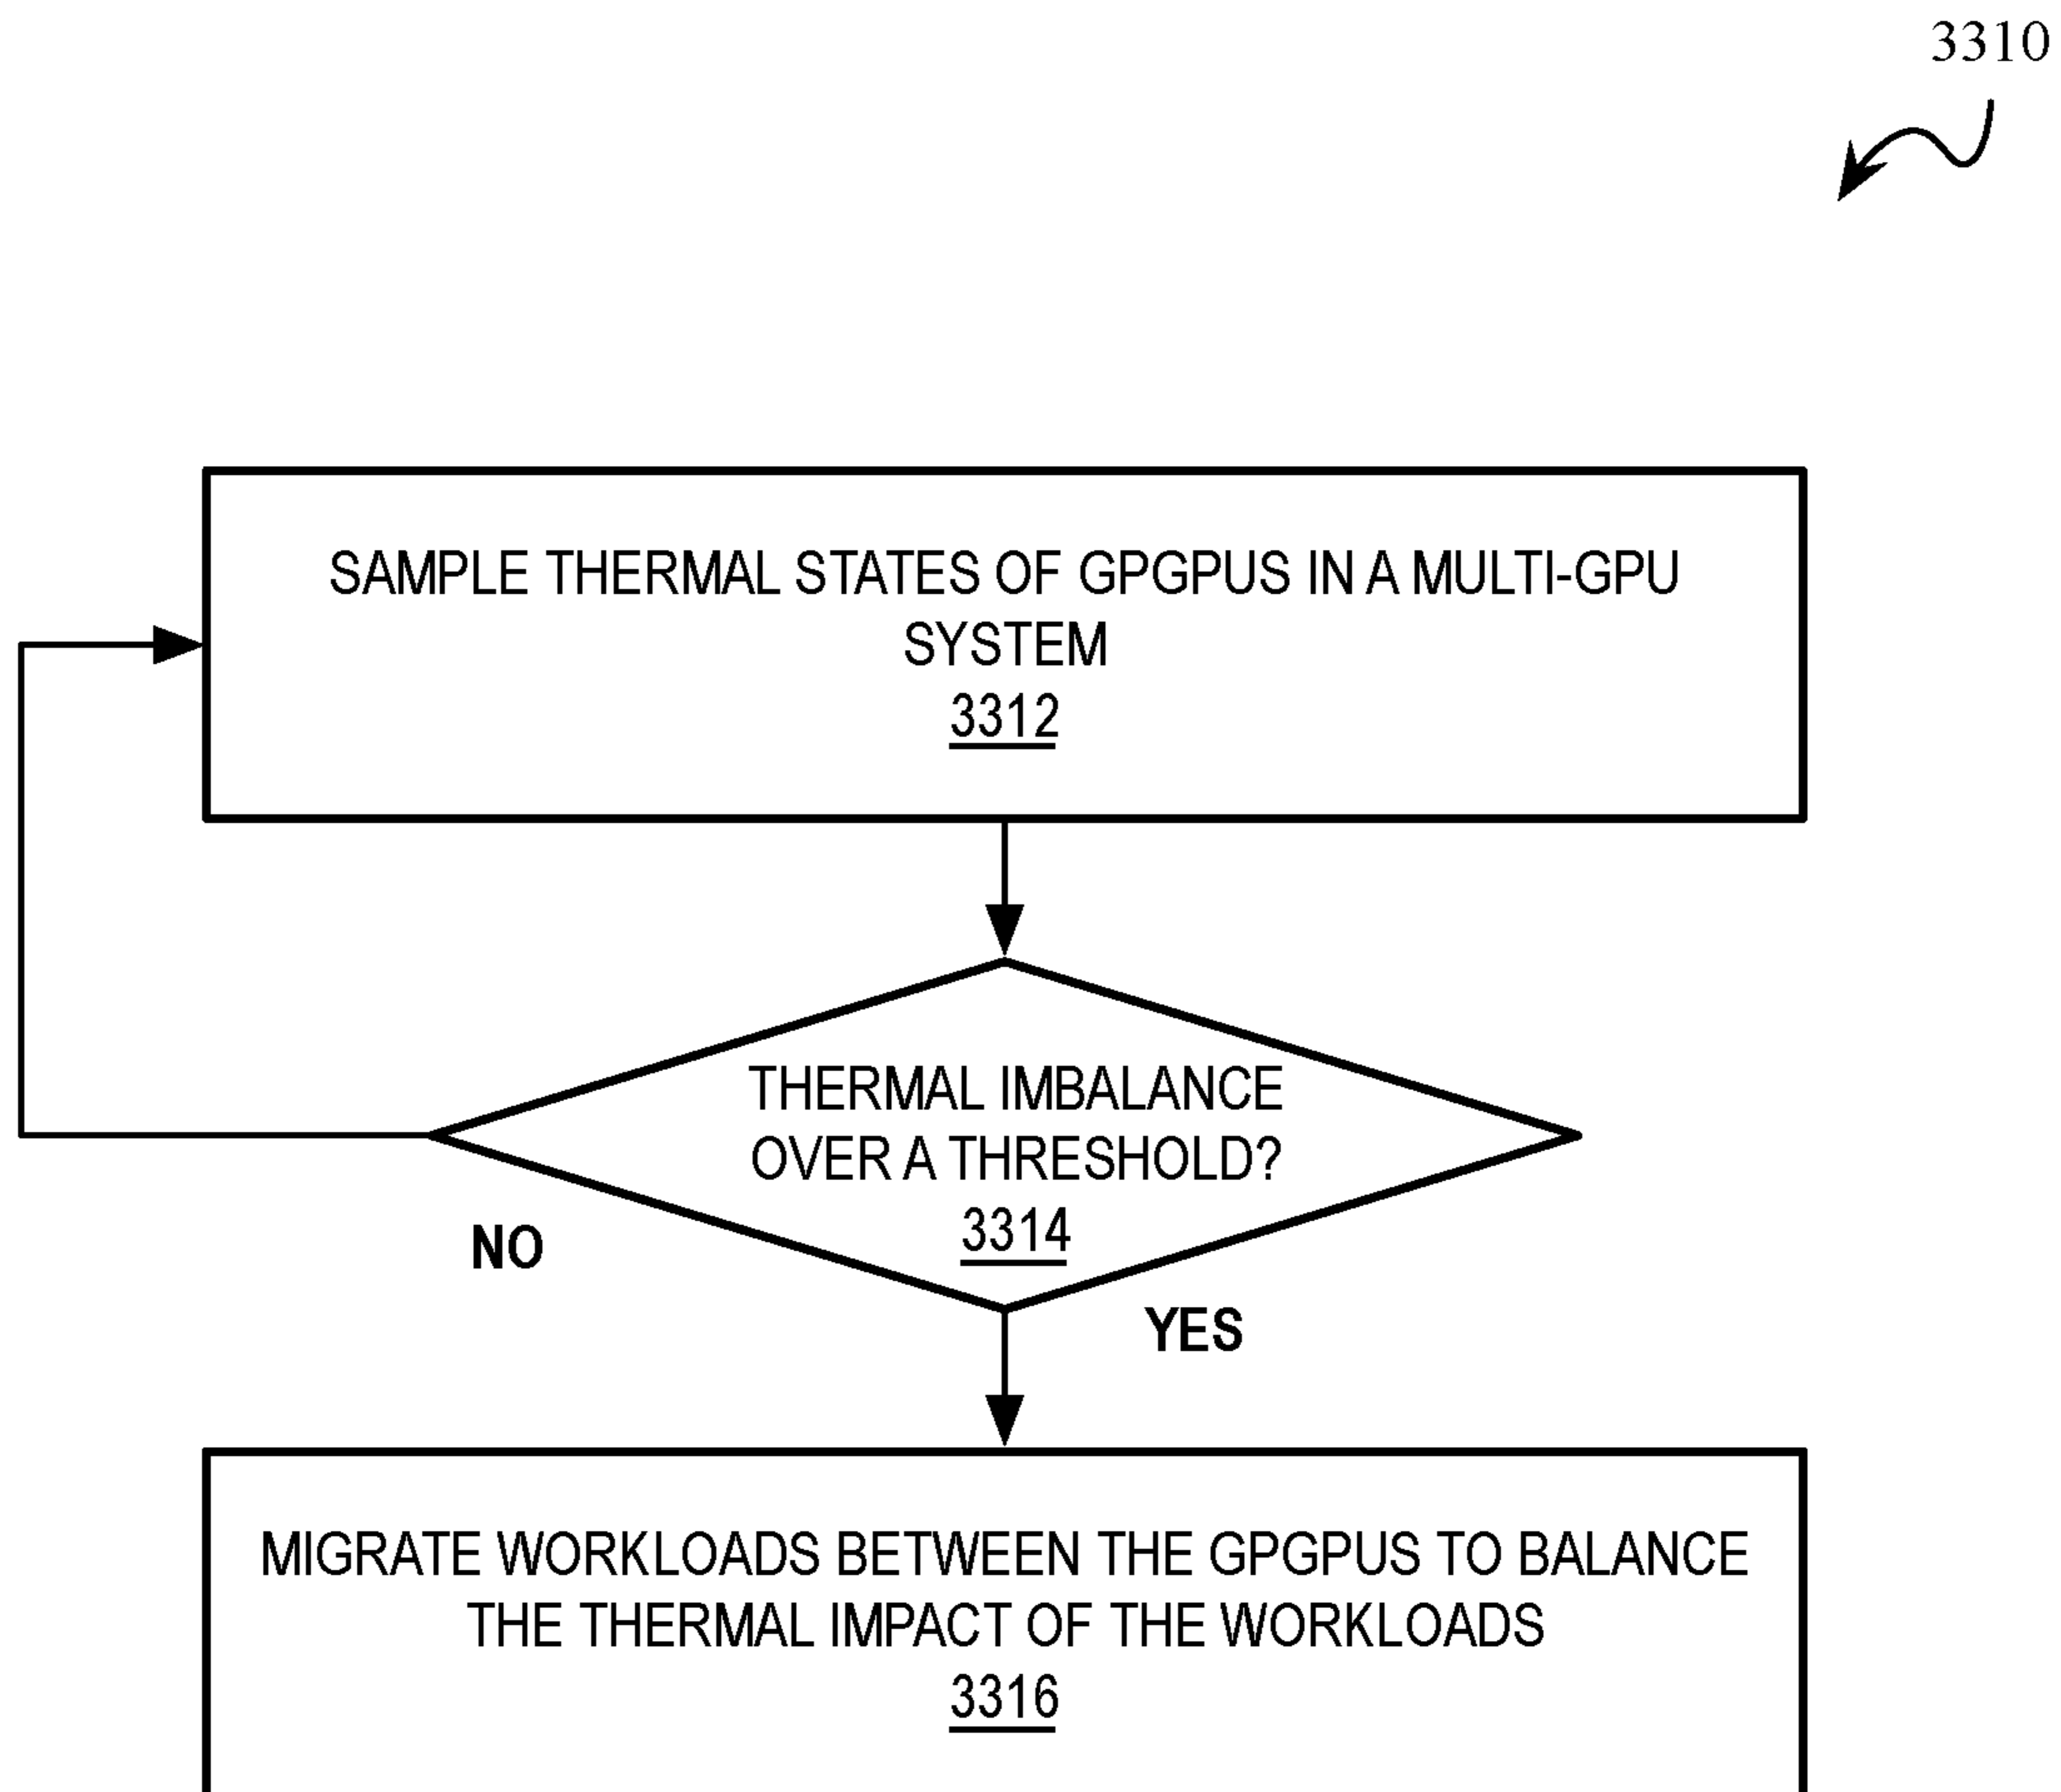 3310
SAMPLE THERMAL STATES OF GPGPUS IN A MULTI-GPU
SYSTEM
3312
THERMAL IMBALANCE
OVER A THRESHOLD?
3314
NO
YES
MIGRATE WORKLOADS BETWEEN THE GPGPUS TO BALANCE
THE THERMAL IMPACT OF THE WORKLOADS
3316